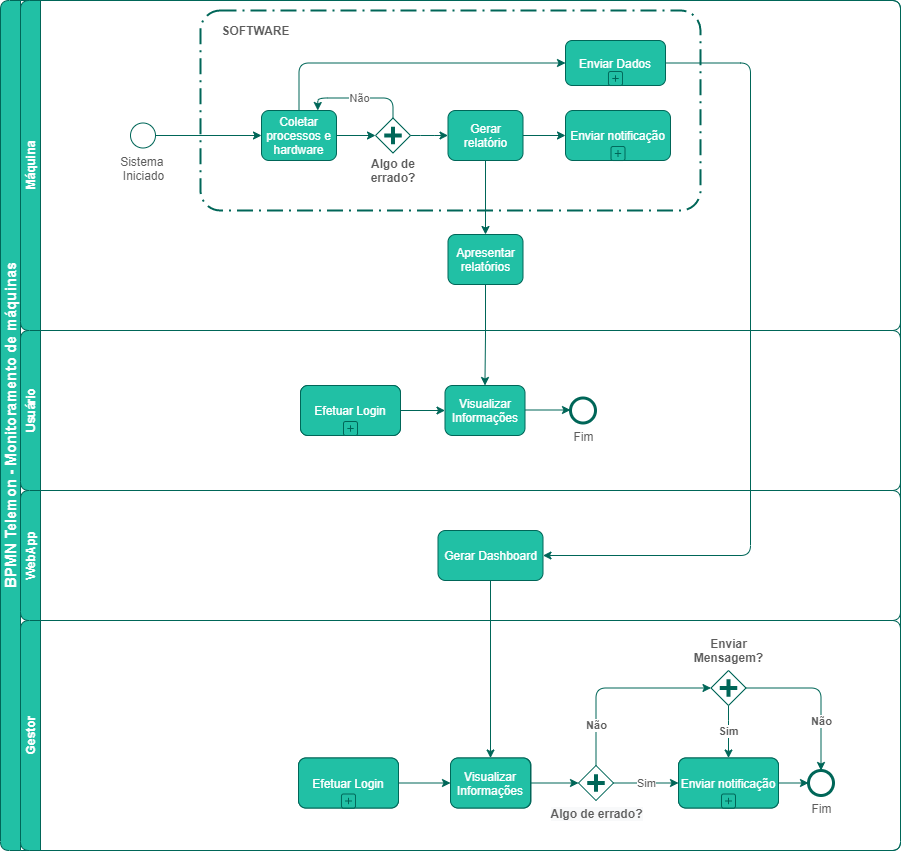 BPMN Telemon - Monitoramento de máquinas
Máquina
SOFTWARE
Enviar Dados
Não
Coletar
processos e
hardware
Gerar
relatório
Enviar notificação
Sistema
Iniciado
Algo de
errado?
Apresentar
relatórios
Usuário
Efetuar Login
Visualizar
Informações
Fim
WebApp
Gerar Dashboard
Gestor
Enviar
Mensagem?
Não
Sim
Não
Efetuar Login
Visualizar
Informações
Sim
Enviar notificação
Algo de errado?
Fim